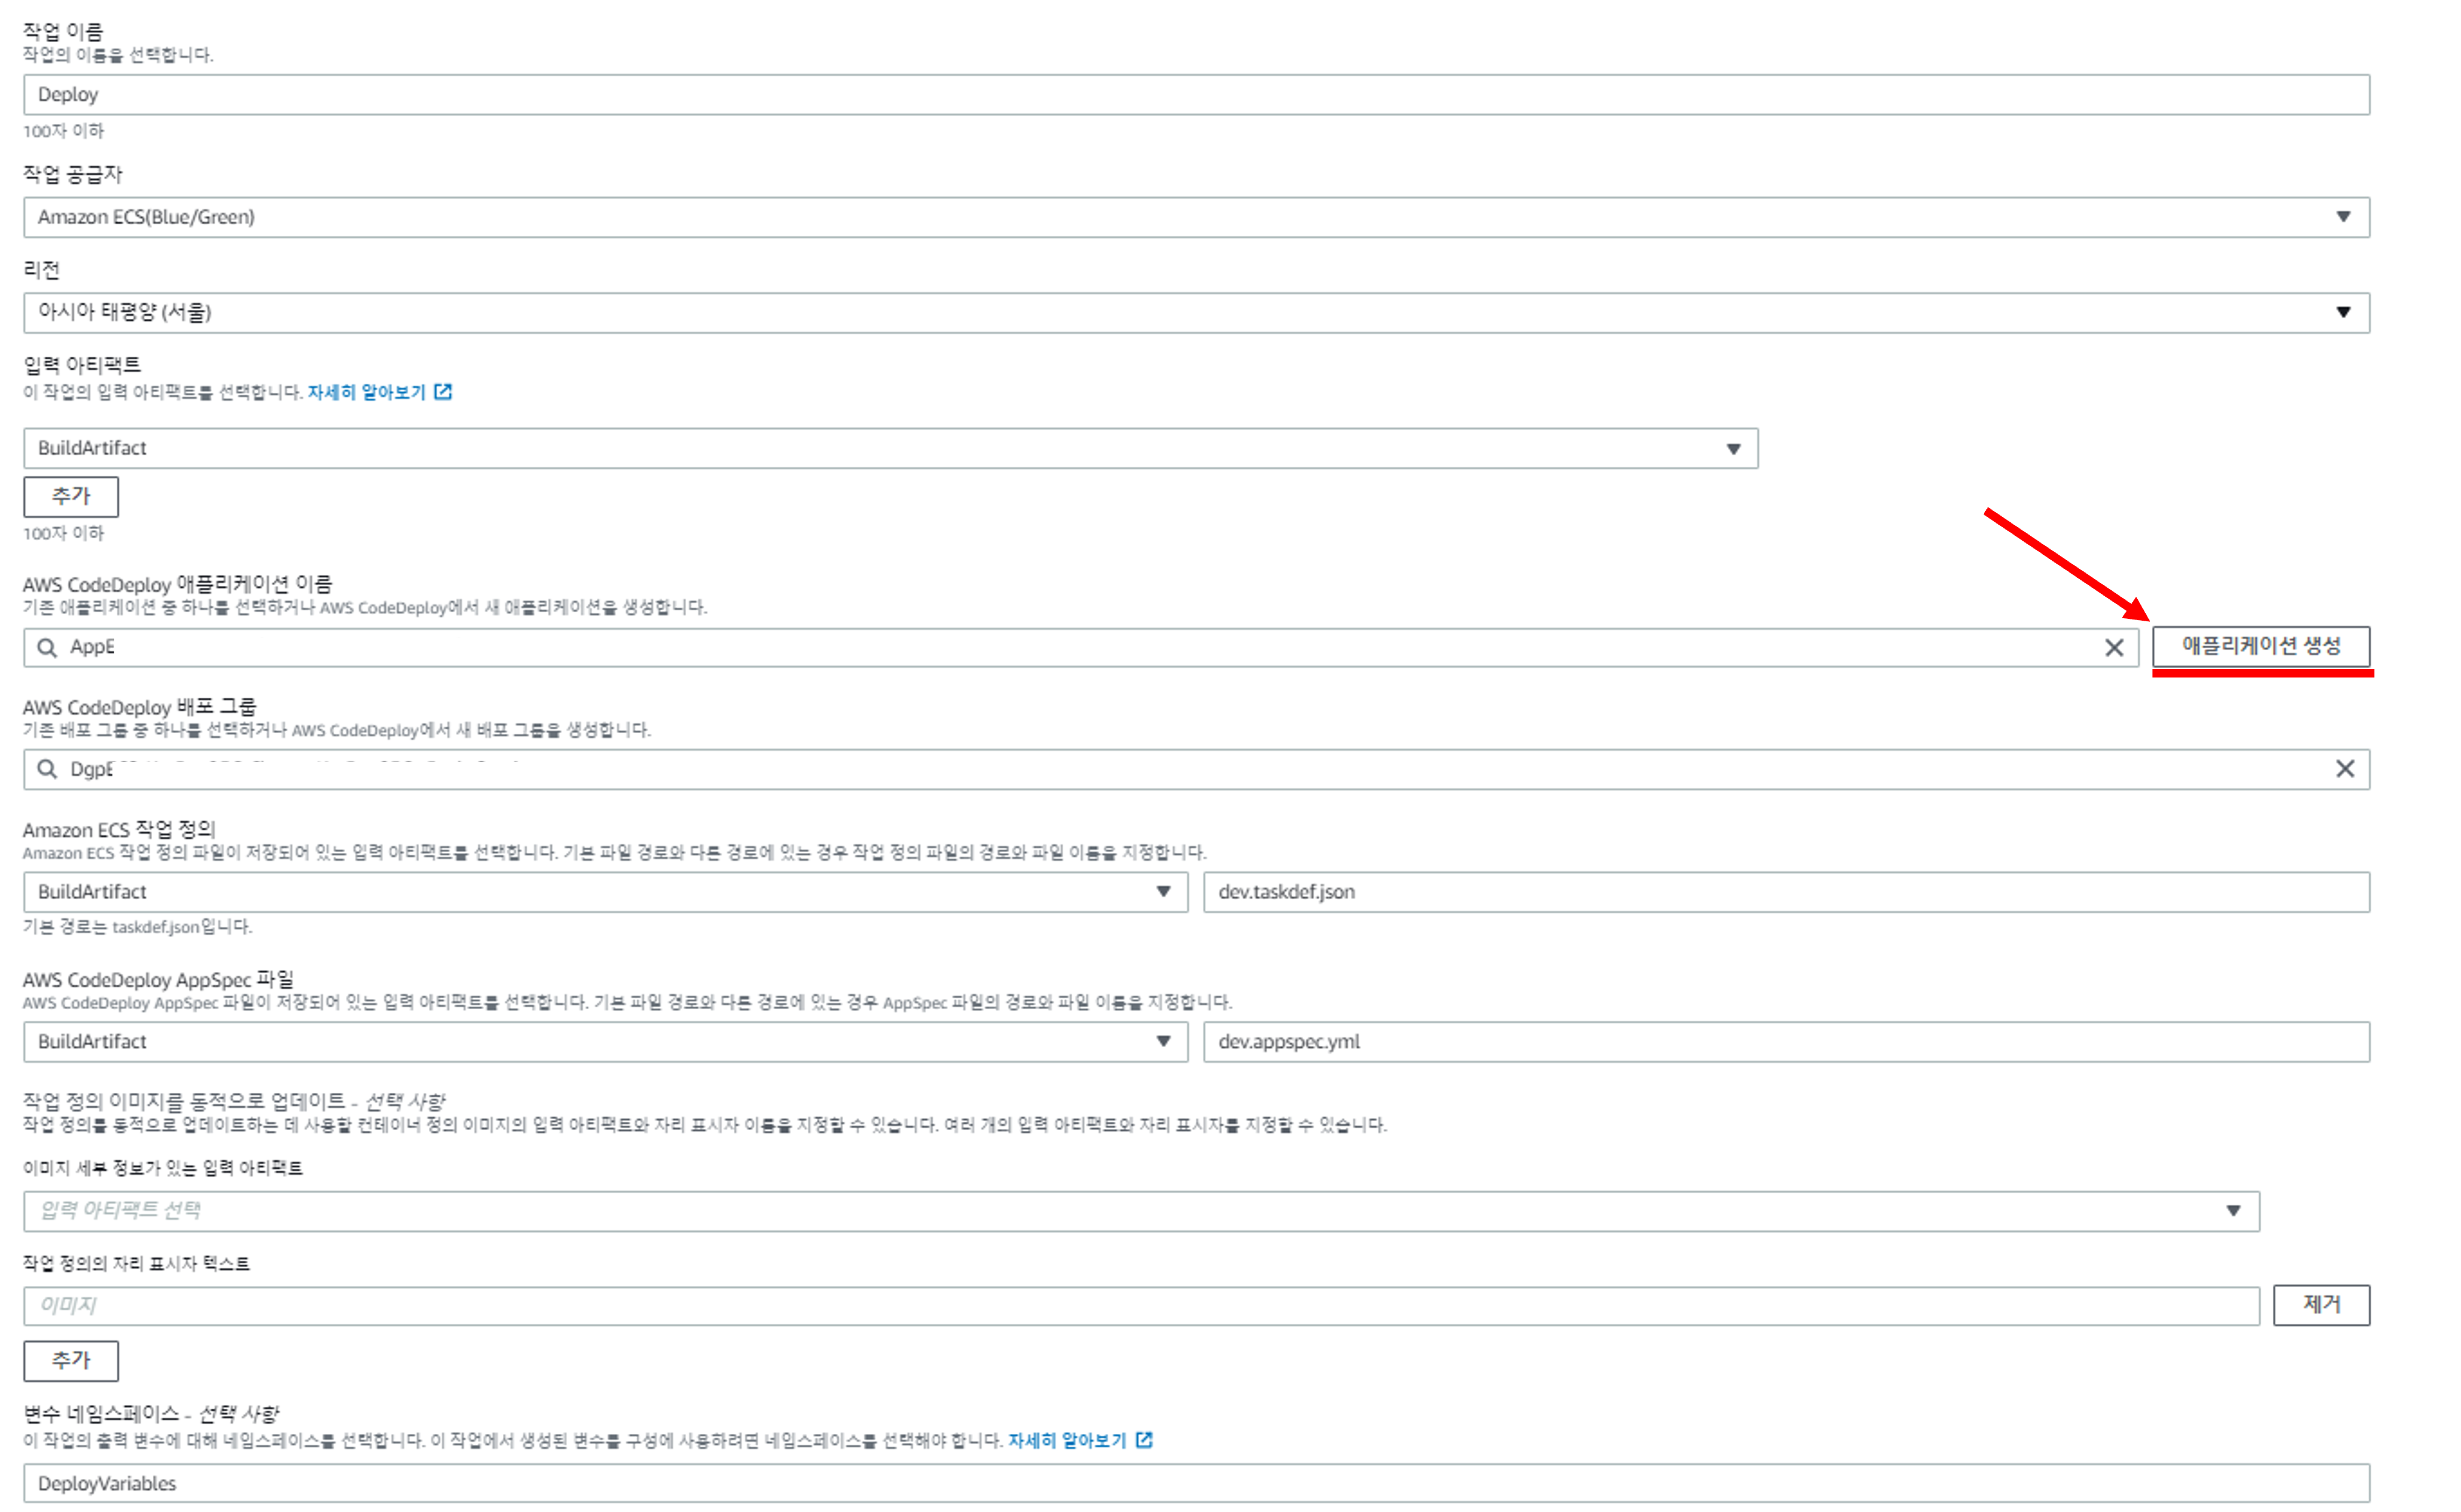 작업 이름
작업의 이름을 선택합니다.
Deploy
100자 이하
작업 공급자
Amazon ECS(Blue/Green)
리전
아시아 태평양 (서울)
입력 아티팩트
이 작업의 입력 아티팩트를 선택합니다. 자세히 알아보기
BuildArtifact
추가
100자 이하
AWS CodeDeploy 애플리케이션 이름
기존 애플리케이션 중 하나를 선택하거나 AWS CodeDeploy에서 새 애플리케이션을 생성합니다.
AppE
애플리케이션 생성
AWS CodeDeploy 배포 그룹
기존 배포 그룹 중 하나를 선택하거나 AWS CodeDeploy에서 새 배포 그룹을 생성합니다.
DgpE
Amazon ECS 작업 정의
Amazon ECS 작업 정의 파일이 저장되어 있는 입력 아티팩트를 선택합니다. 기본 파일 경로와 다른 경로에 있는 경우 작업 정의 파일의 경로와 파일 이름을 지정합니다.
BuildArtifact dev.taskdef.json
기본 경로는 taskdef.json입니다.
AWS CodeDeploy AppSpec 파일
AWS CodeDeploy AppSpec 파일이 저장되어 있는 입력 아티팩트를 선택합니다. 기본 파일 경로와 다른 경로에 있는 경우 AppSpec 파일의 경로와 파일 이름을 지정합니다.
BuildArtifact dev.appspec.yml
작업 정의 이미지를 동적으로 업데이트 - 선택 사항
작업 정의를 동적으로 업데이트하는 데 사용할 컨테이너 정의 이미지의 입력 아티팩트와 자리 표시자 이름을 지정할 수 있습니다. 여러 개의 입력 아티팩트와 자리 표시자를 지정할 수 있습니다.
이미지 세부 정보가 있는 입력 아티팩트
입력 아티팩트 선택
작업 정의의 자리 표시자 텍스트
이미지
제거
추가
변수 네임스페이스 - 선택 사항
이 작업의 출력 변수에 대해 네임스페이스를 선택합니다. 이 작업에서 생성된 변수를 구성에 사용하려면 네임스페이스를 선택해야 합니다. 자세히 알아보기
DeployVariables